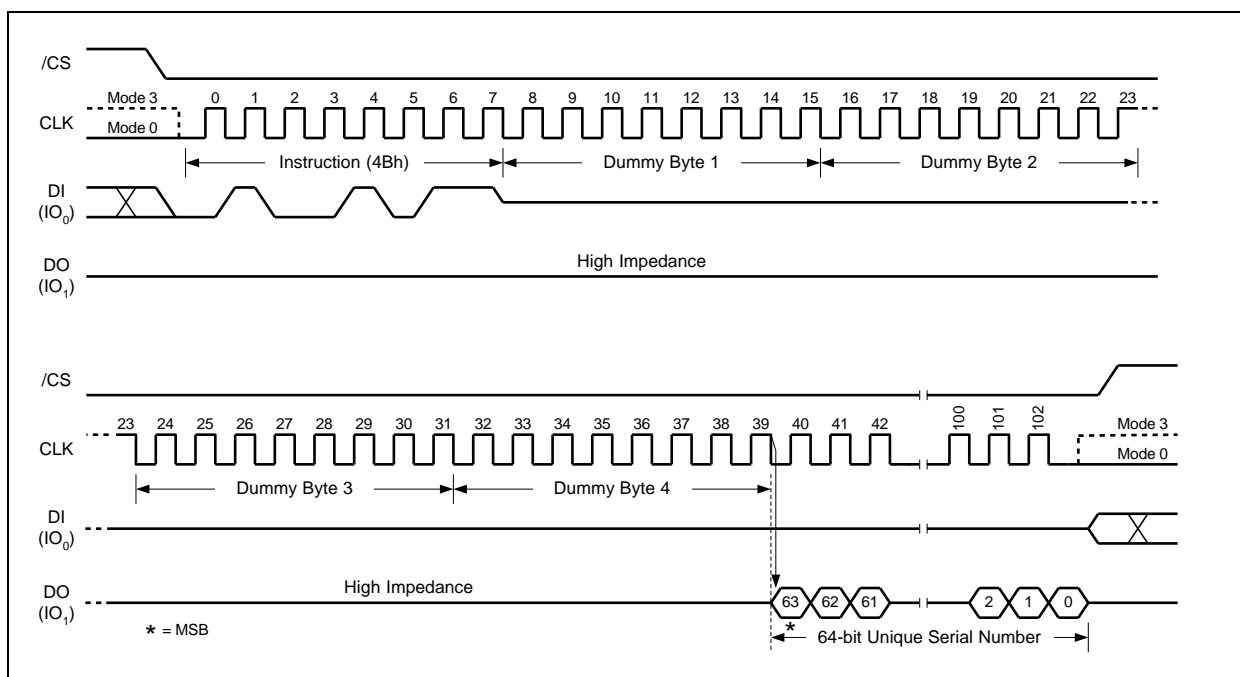 /CS
Mode 3
0 1 2 3 4 5 6 7 8 9 10 11 12 13 14 15 16 17 18 19 20 21 22 23
CLK
Mode 0
Instruction (4Bh) Dummy Byte 1 Dummy Byte 2
DI
(IO0)
High Impedance
DO
(IO1)
/CS
23 24 25 26 27 28 29 30 31 32 33 34 35 36 37 38 39 40 41 42 100 101 102
Mode 3
CLK
Mode 0
Dummy Byte 3 Dummy Byte 4
DI
(IO0)
High Impedance
DO
(IO1)
63 62 61 2 1 0
* = MSB
*
64-bit Unique Serial Number